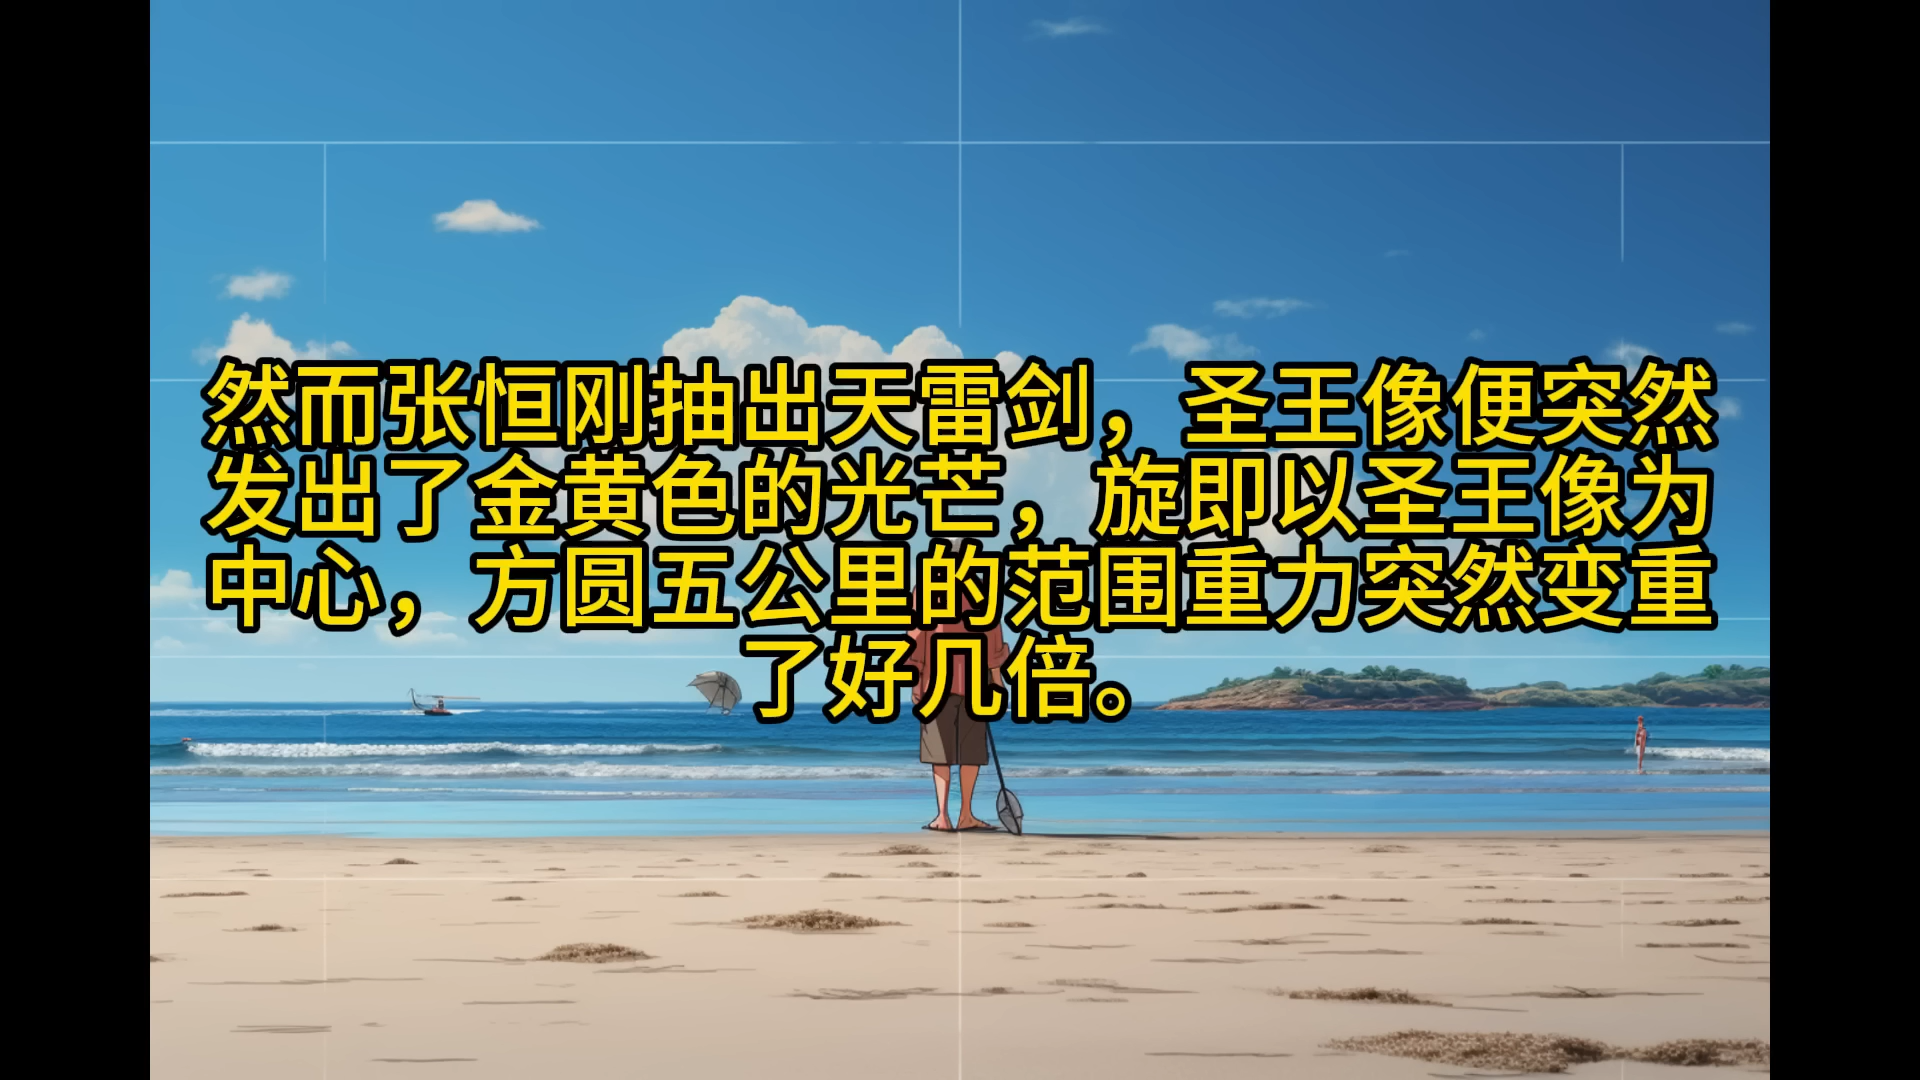 然而张恒刚抽出天雷剑，圣王像便突然
发出了金黄色的光芒，旋即以圣王像为
中心，方圆五公里的范围重力突然变重
了好几倍。